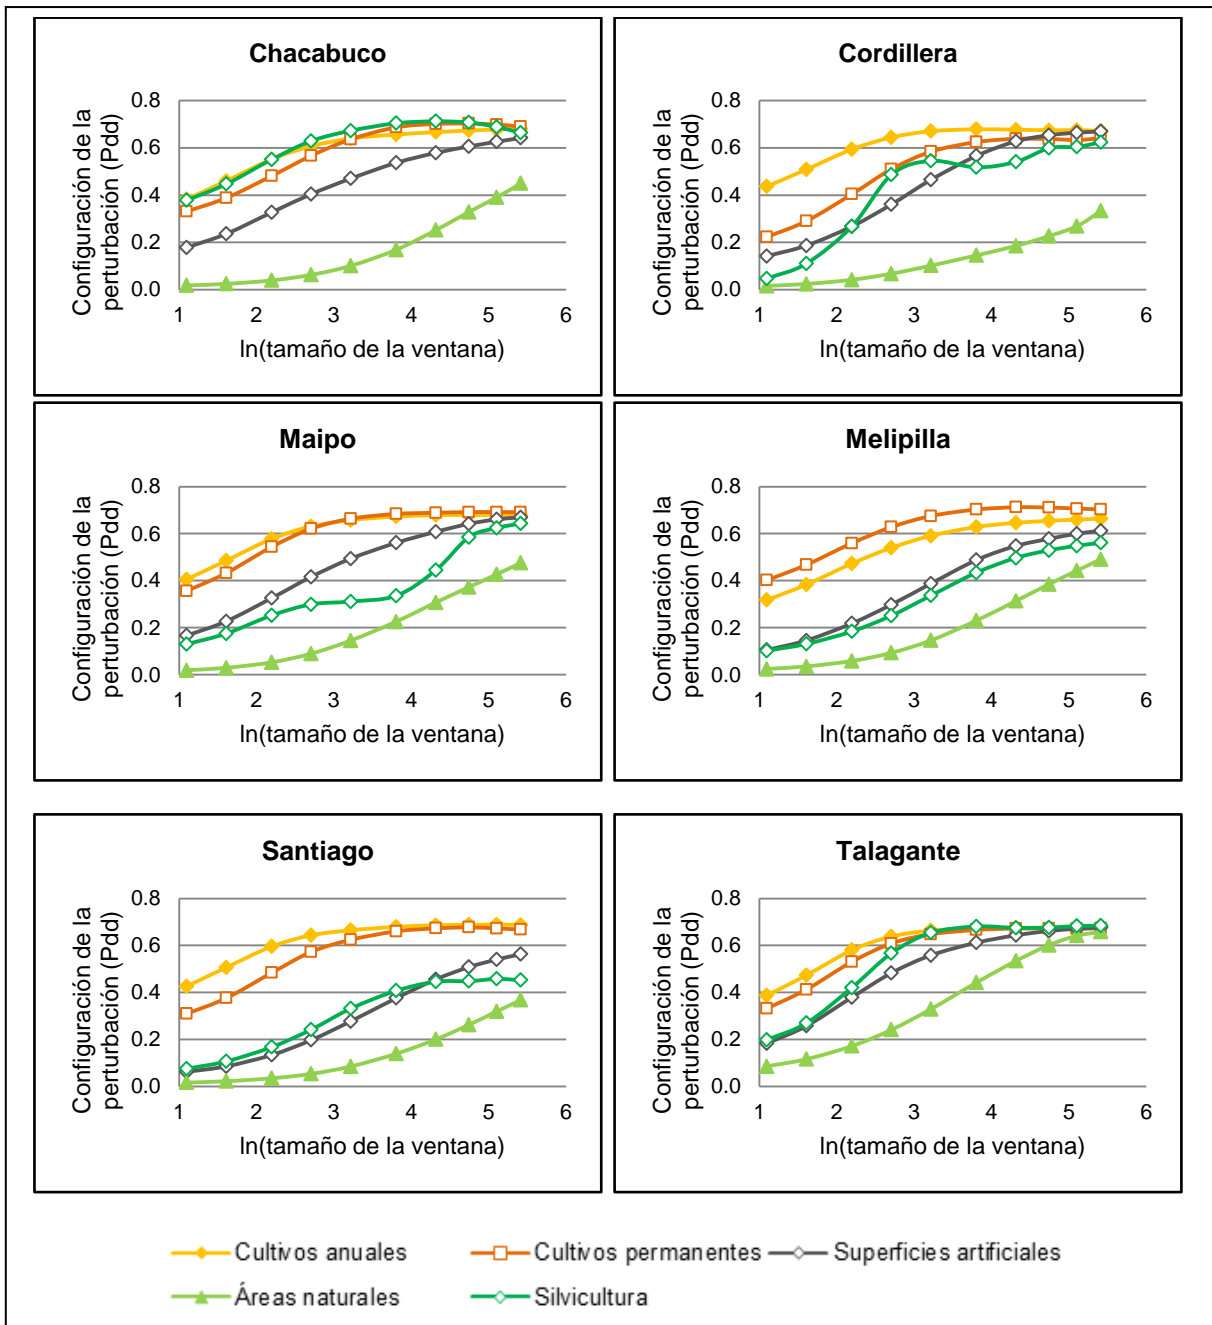 Chacabuco
Configuración de la
perturbación (Pdd)
0.8
0.6
0.4
0.2
0.0
1 2 3 4 5 6
ln(tamaño de la ventana)
Cordillera
Configuración de la
perturbación (Pdd)
0.8
0.6
0.4
0.2
0.0
1 2 3 4 5 6
ln(tamaño de la ventana)
Maipo
Configuración de la
perturbación (Pdd)
0.8
0.6
0.4
0.2
0.0
1 2 3 4 5 6
ln(tamaño de la ventana)
Melipilla
Configuración de la
perturbación (Pdd)
0.8
0.6
0.4
0.2
0.0
1 2 3 4 5 6
ln(tamaño de la ventana)
Santiago
Configuración de la
perturbación (Pdd)
0.8
0.6
0.4
0.2
0.0
1 2 3 4 5 6
ln(tamaño de la ventana)
Talagante
Configuración de la
perturbación (Pdd)
0.8
0.6
0.4
0.2
0.0
1 2 3 4 5 6
ln(tamaño de la ventana)
Cultivos anuales Cultivos permanentes Superficies artificiales
Áreas naturales Silvicultura